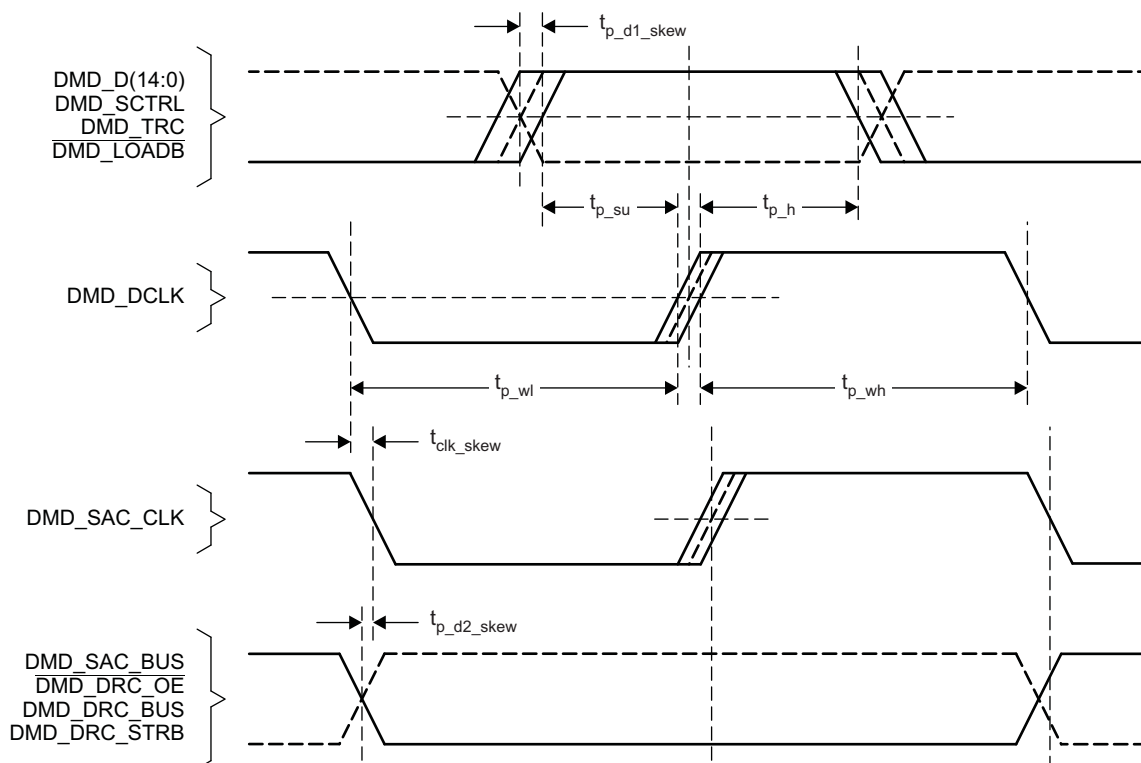 t_p_d1_skew
DMD_D(14:0)
DMD_SCTRL
DMD_TRC
DMD_LOADB
t_p_su
t_p_h
DMD_DCLK
t_p_wl
t_p_wh
t_clk_skew
DMD_SAC_CLK
t_p_d2_skew
DMD_SAC_BUS
DMD_DRC_OE
DMD_DRC_BUS
DMD_DRC_STRB